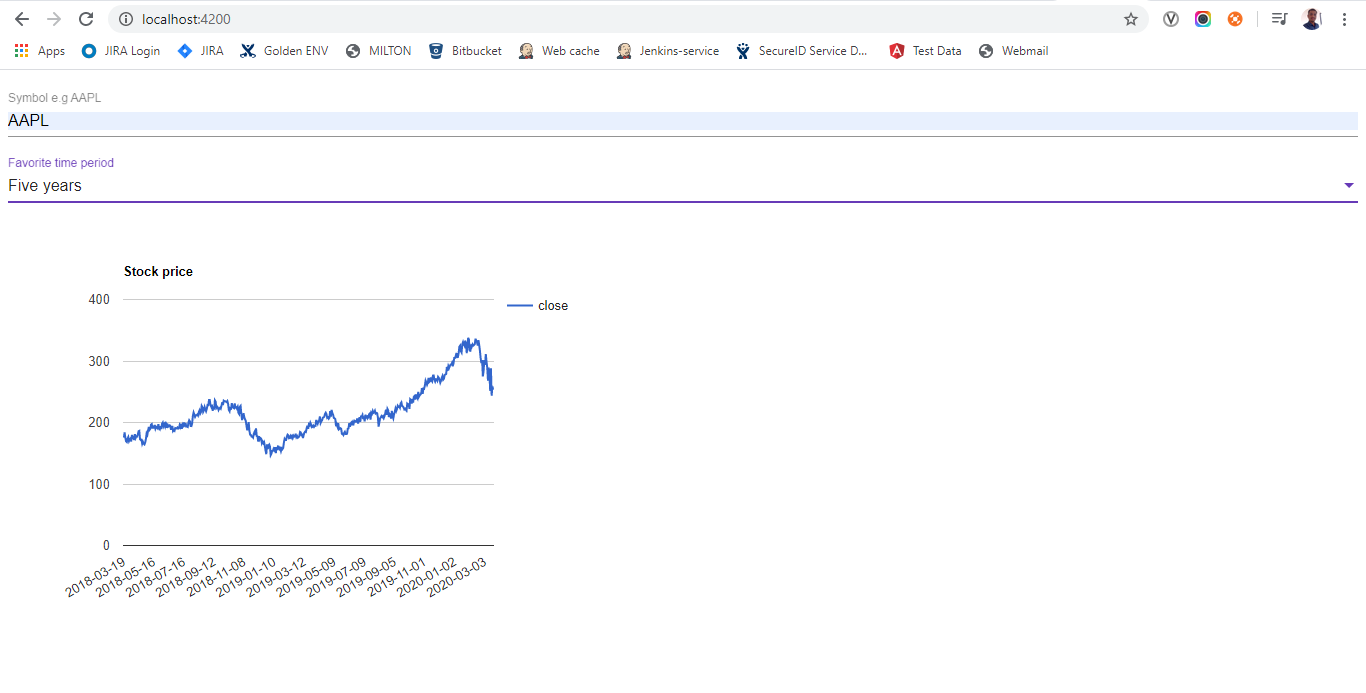 localhost:4200
Apps JIRA Login JIRA Golden ENV MILTON Bitbucket Web cache Jenkins-service SecureID Service D... Test Data Webmail
Symbol e.g AAPL
AAPL
Favorite time period
Five years
Stock price
400
close
300
200
100
0
2018-03-19 2018-05-16 2018-07-16 2018-09-12 2018-11-08 2019-01-10 2019-03-12 2019-05-09 2019-07-09 2019-09-05 2019-11-01 2020-01-02 2020-03-03